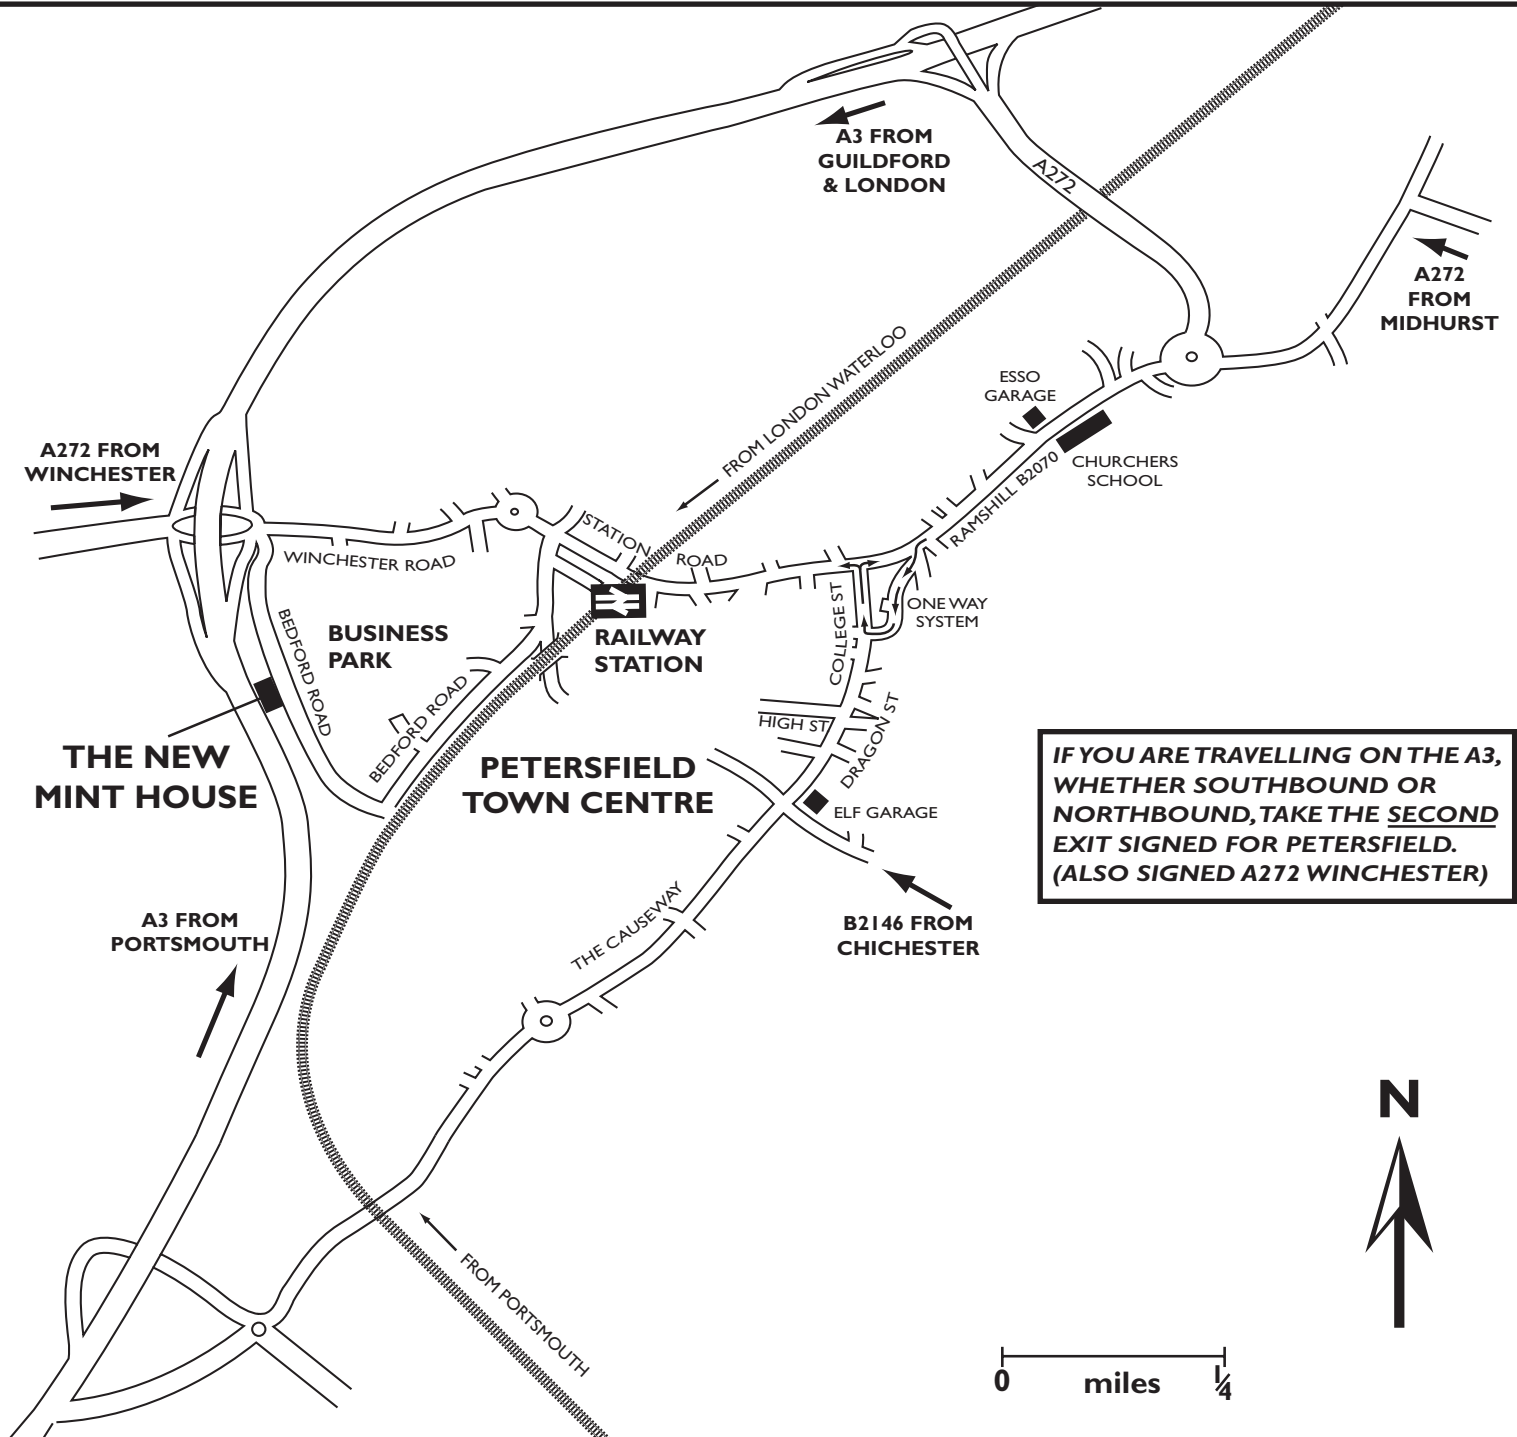 A3 FROM
GUILDFORD
& LONDON
A272
A272
FROM
MIDHURST
FROM LONDON WATERLOO
ESSO
GARAGE
CHURCHERS
SCHOOL
RAMSHILL B2070
A272 FROM
WINCHESTER
WINCHESTER ROAD
STATION
ROAD
ONE WAY
SYSTEM
COLLEGE ST
BEDFORD ROAD
BUSINESS
PARK
RAILWAY
STATION
BEDFORD ROAD
HIGH ST
DRAGON ST
THE NEW
MINT HOUSE
PETERSFIELD
TOWN CENTRE
ELF GARAGE
IF YOU ARE TRAVELLING ON THE A3,
WHETHER SOUTHBOUND OR
NORTHBOUND, TAKE THE SECOND
EXIT SIGNED FOR PETERSFIELD.
(ALSO SIGNED A272 WINCHESTER)
A3 FROM
PORTSMOUTH
THE CAUSEWAY
B2146 FROM
CHICHESTER
N
FROM PORTSMOUTH
0 miles 1/4